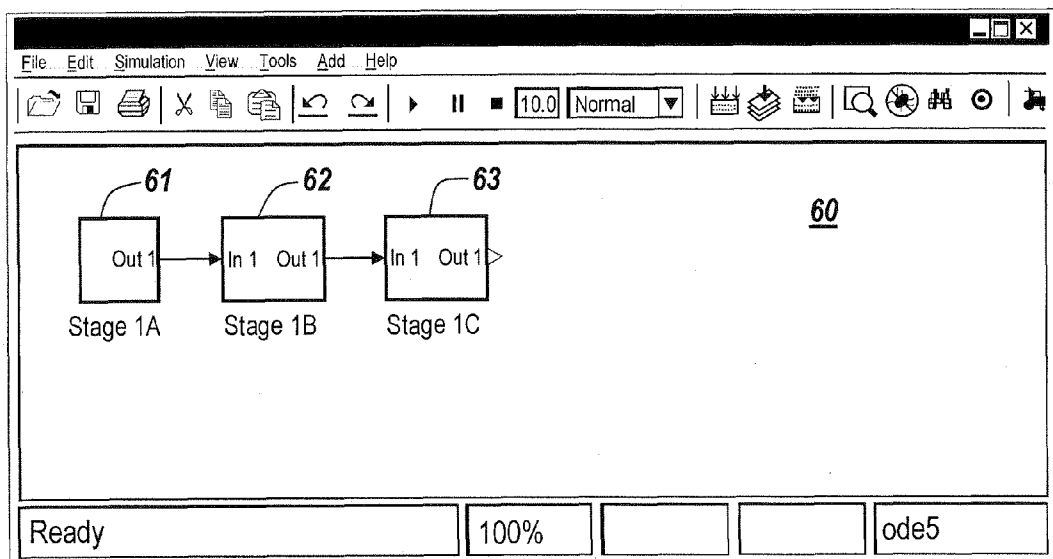 File Edit Simulation View Tools Add Help
10.0 Normal
61 62 63
60
Out 1 In 1 Out 1 In 1 Out 1
Stage 1A Stage 1B Stage 1C
Ready 100% ode5